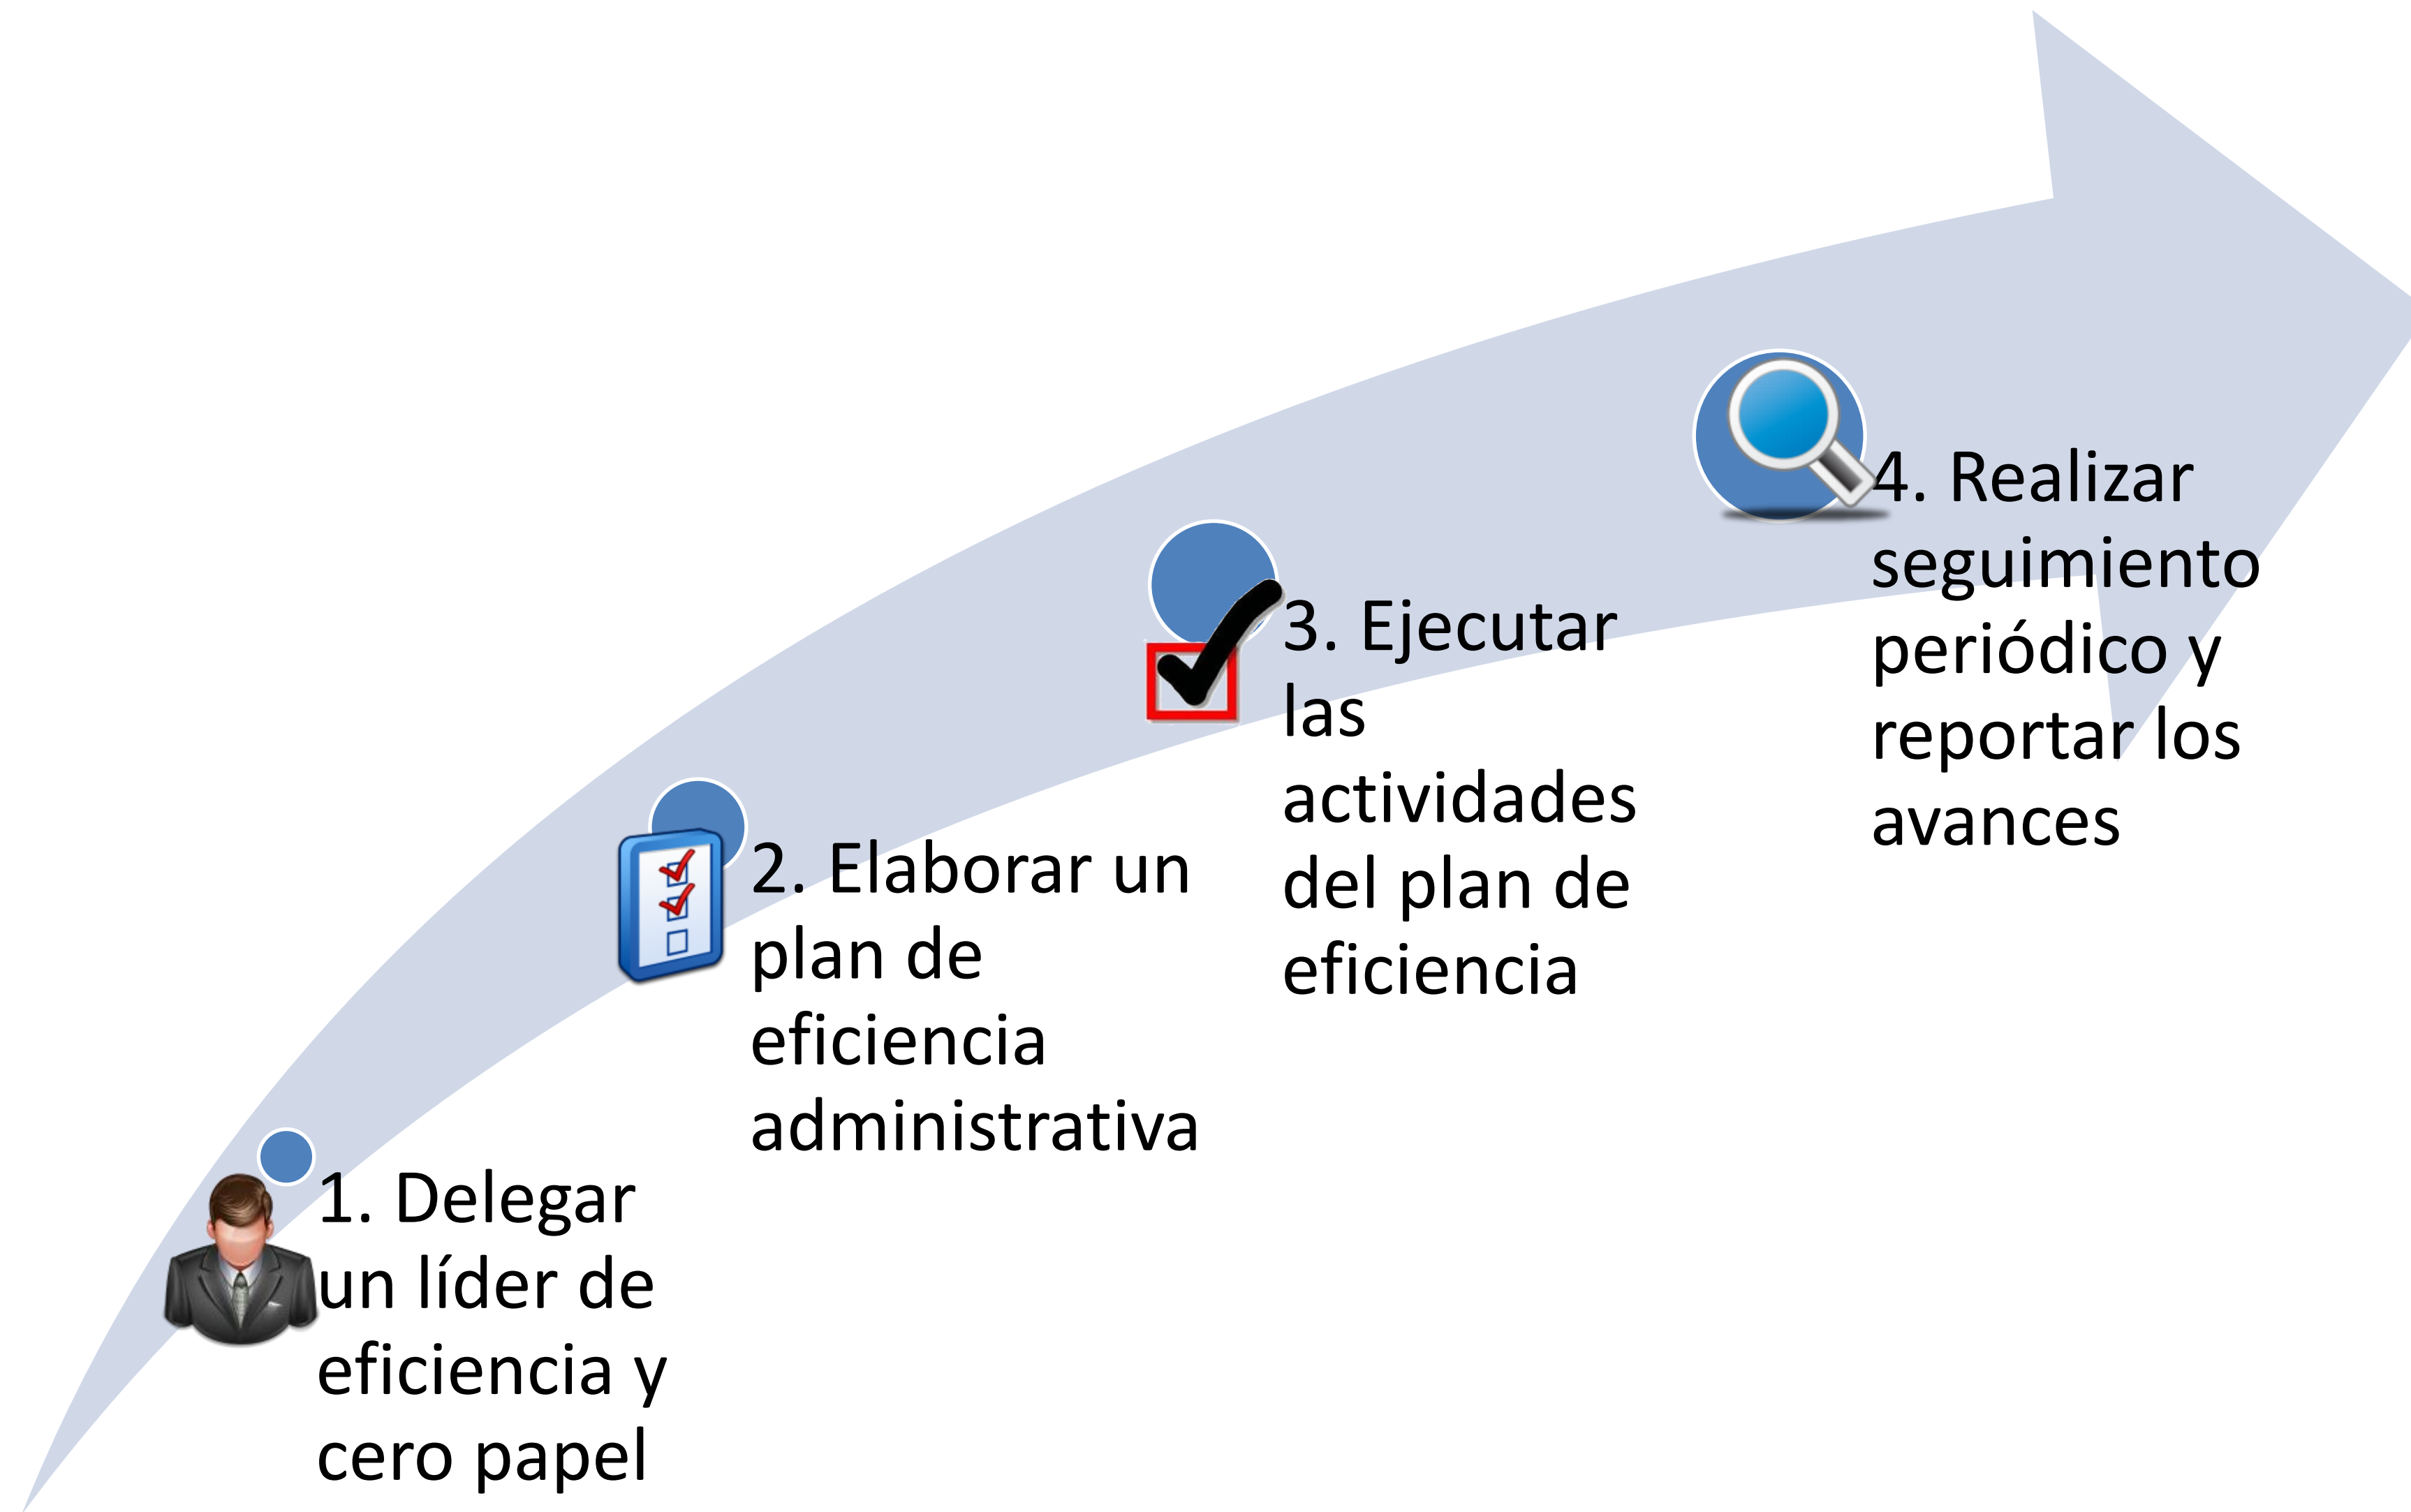 1. Delegar
un líder de
eficiencia y
cero papel
2. Elaborar un
plan de
eficiencia
administrativa
3. Ejecutar
las
actividades
del plan de
eficiencia
4. Realizar
seguimiento
periódico y
reportar los
avances